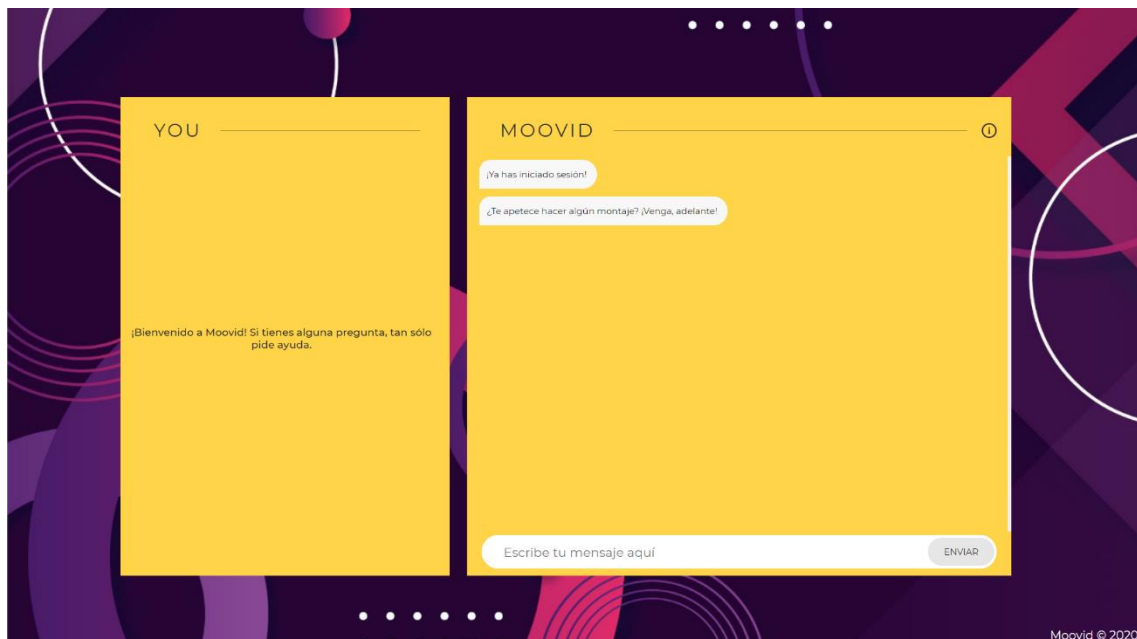 YOU
¡Bienvenido a Moovid! Si tienes alguna pregunta, tan sólo
pide ayuda.
MOOVID
¡Ya has iniciado sesión!
¿Te apetece hacer algún montaje? ¡Venga, adelante!
Escribe tu mensaje aquí
ENVIAR
Moovid © 2020